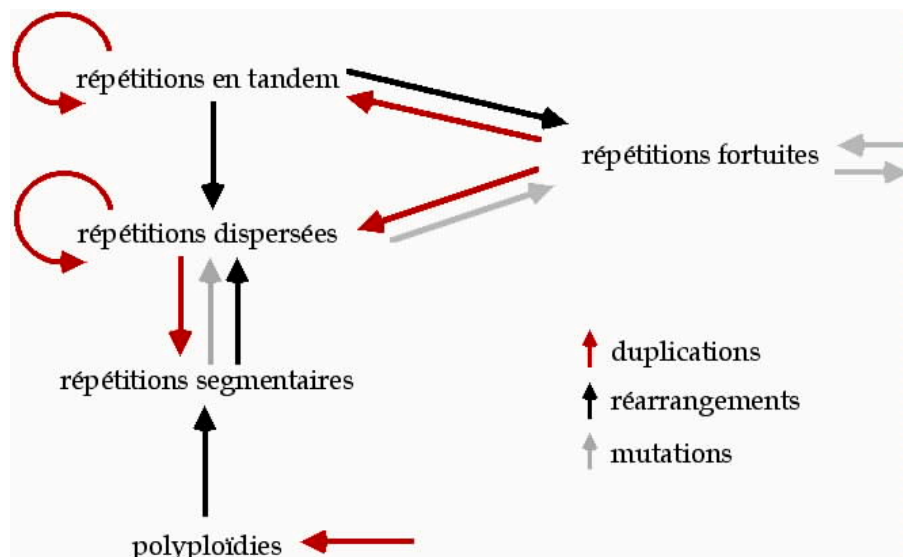 répétitions en tandem
répétitions fortuites
répétitions dispersées
duplications
répétitions segmentaires
réarrangements
mutations
polyploïdies